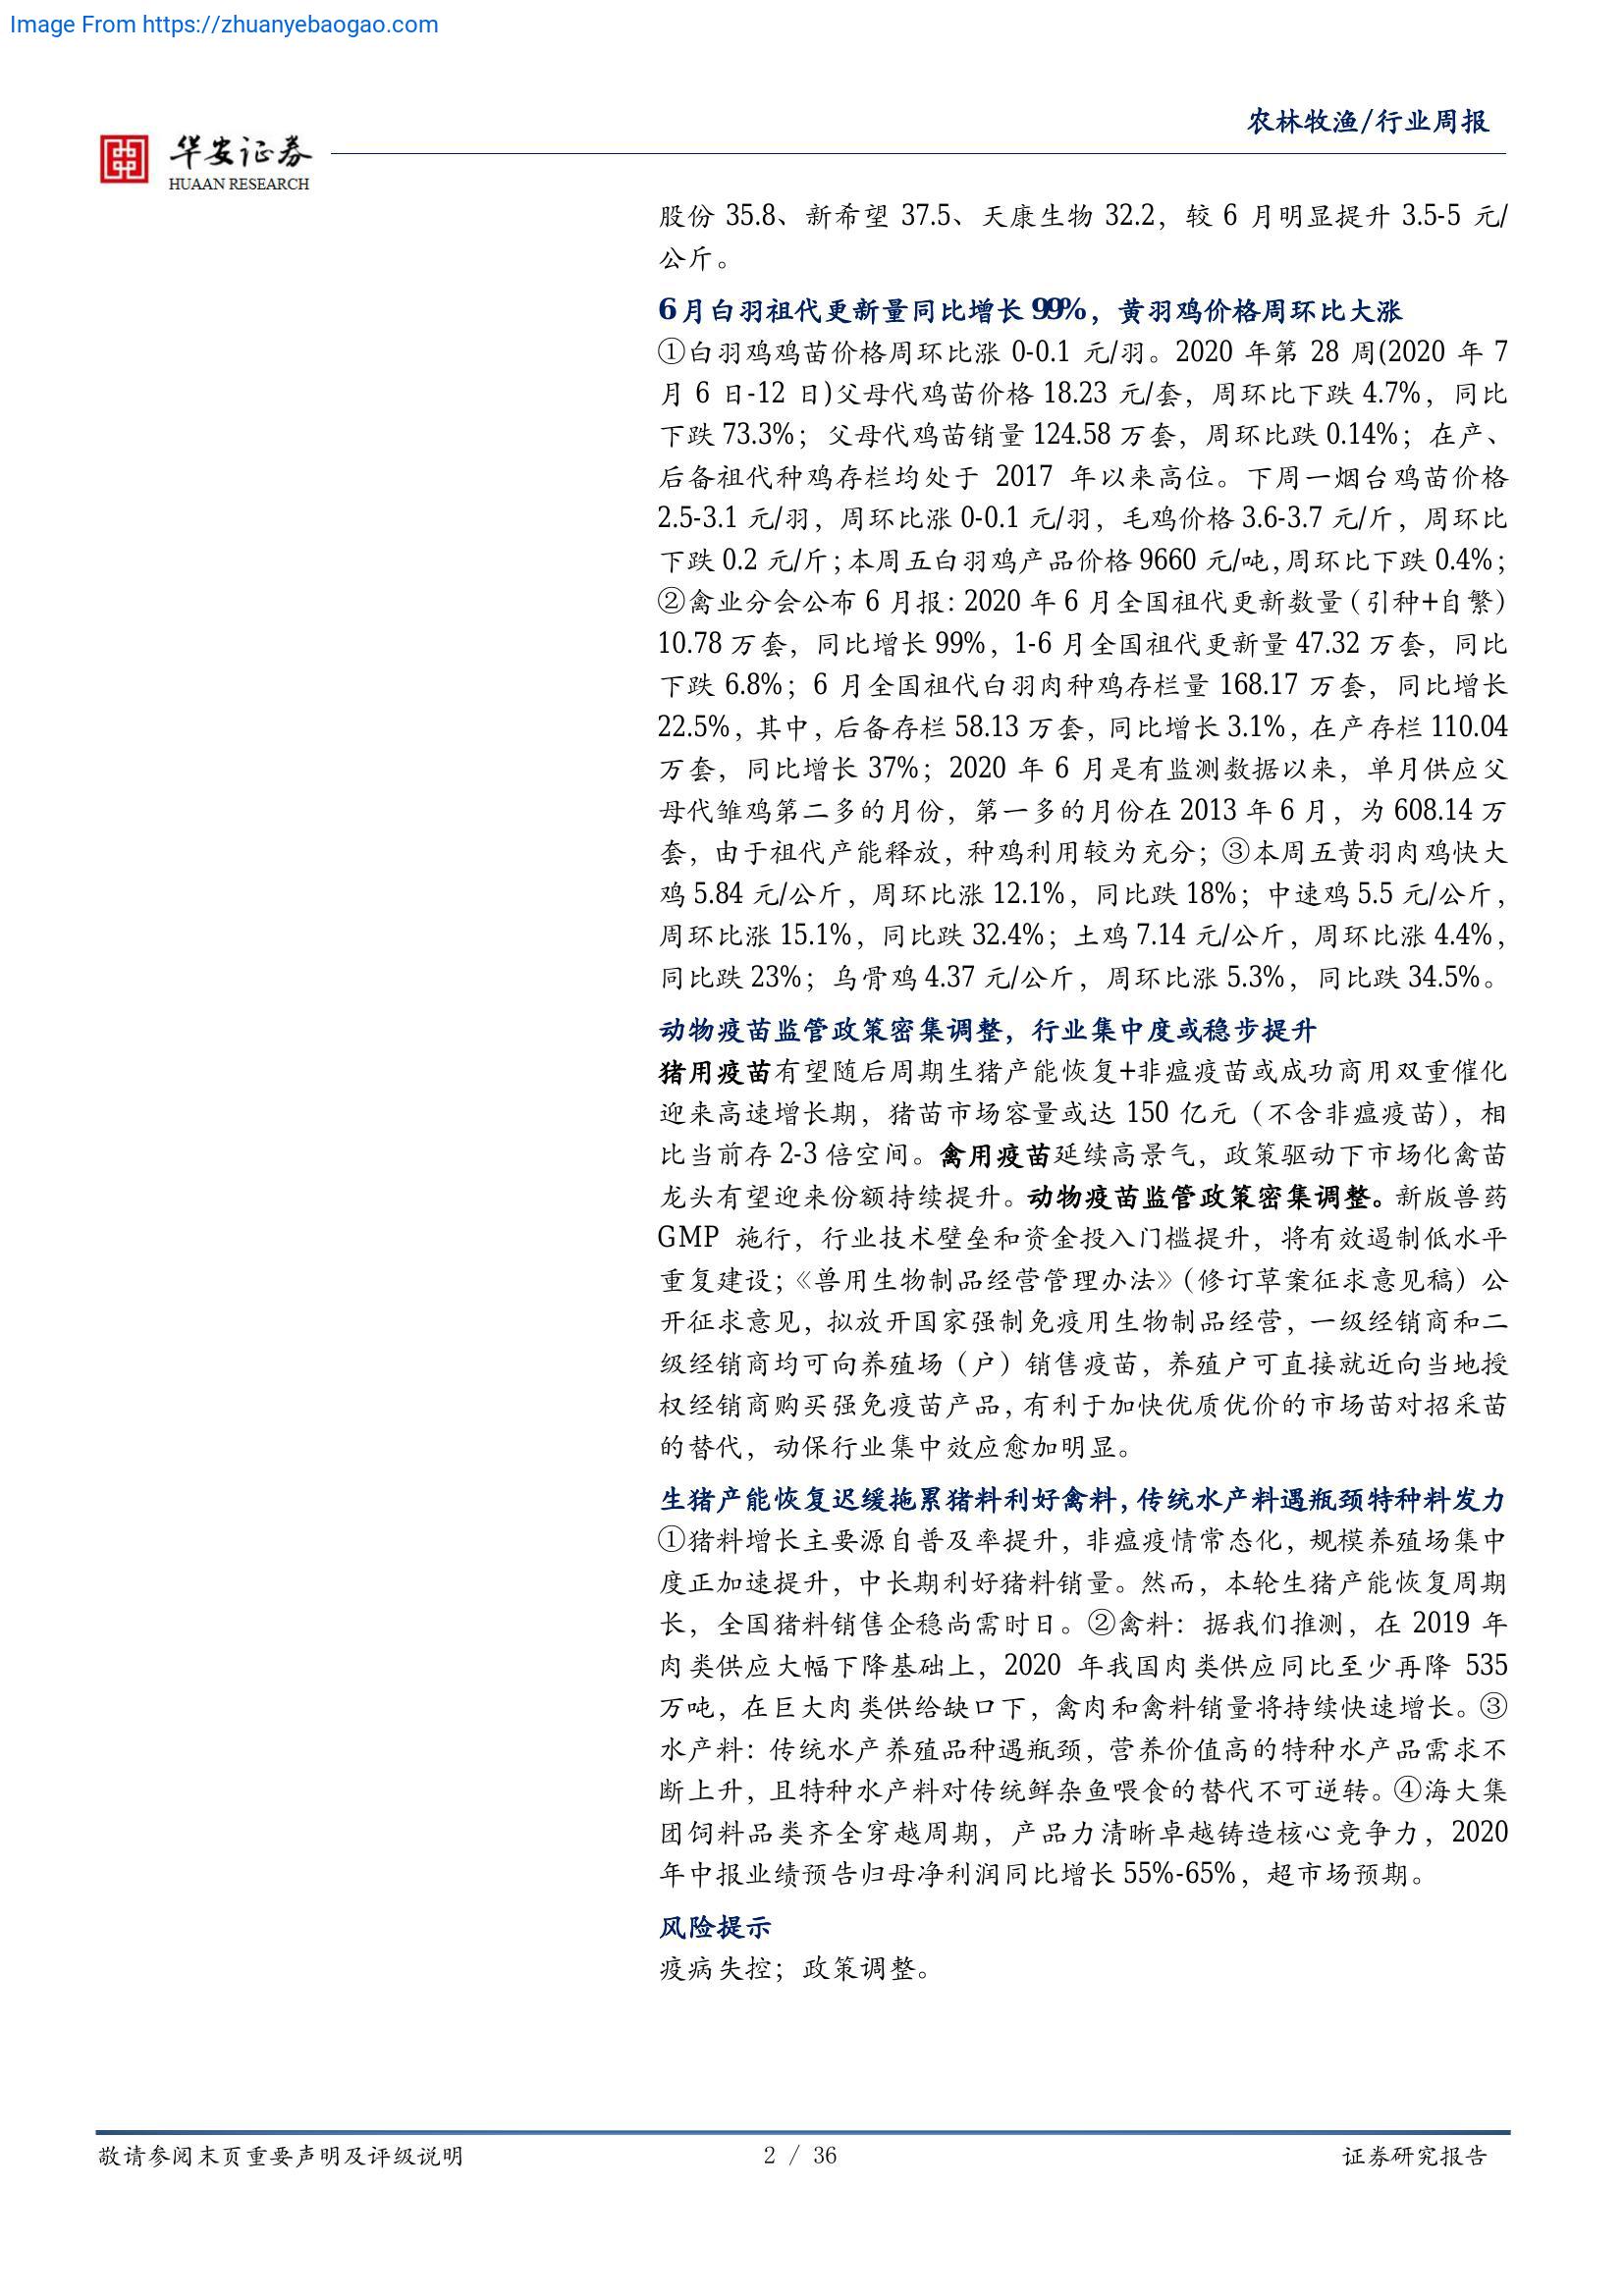 Image From https://zhuanyebaogao.com
农林牧渔/行业周报
华安证券
HUAAN RESEARCH
股份 35.8、新希望 37.5、天康生物 32.2，较 6 月明显提升 3.5-5 元/
公斤。
6 月白羽祖代更新量同比增长 99%，黄羽鸡价格周环比大涨
①白羽鸡鸡苗价格周环比涨 0-0.1 元/羽。2020 年第 28 周(2020 年 7
月 6 日-12 日)父母代鸡苗价格 18.23 元/套，周环比下跌 4.7%，同比
下跌 73.3%；父母代鸡苗销量 124.58 万套，周环比跌 0.14%；在产、
后备祖代种鸡存栏均处于 2017 年以来高位。下周一烟台鸡苗价格
2.5-3.1 元/羽，周环比涨 0-0.1 元/羽，毛鸡价格 3.6-3.7 元/斤，周环比
下跌 0.2 元/斤；本周五白羽鸡产品价格 9660 元/吨，周环比下跌 0.4%；
②禽业分会公布 6 月报：2020 年 6 月全国祖代更新数量（引种+自繁）
10.78 万套，同比增长 99%，1-6 月全国祖代更新量 47.32 万套，同比
下跌 6.8%；6 月全国祖代白羽肉种鸡存栏量 168.17 万套，同比增长
22.5%，其中，后备存栏 58.13 万套，同比增长 3.1%，在产存栏 110.04
万套，同比增长 37%；2020 年 6 月是有监测数据以来，单月供应父
母代雏鸡第二多的月份，第一多的月份在 2013 年 6 月，为 608.14 万
套，由于祖代产能释放，种鸡利用较为充分；③本周五黄羽肉鸡快大
鸡 5.84 元/公斤，周环比涨 12.1%，同比跌 18%；中速鸡 5.5 元/公斤，
周环比涨 15.1%，同比跌 32.4%；土鸡 7.14 元/公斤，周环比涨 4.4%，
同比跌 23%；乌骨鸡 4.37 元/公斤，周环比涨 5.3%，同比跌 34.5%。
动物疫苗监管政策密集调整，行业集中度或稳步提升
猪用疫苗有望随后周期生猪产能恢复+非瘟疫苗或成功商用双重催化
迎来高速增长期，猪苗市场容量或达 150 亿元（不含非瘟疫苗），相
比当前存 2-3 倍空间。禽用疫苗延续高景气，政策驱动下市场化禽苗
龙头有望迎来份额持续提升。动物疫苗监管政策密集调整。新版兽药
GMP 施行，行业技术壁垒和资金投入门槛提升，将有效遏制低水平
重复建设；《兽用生物制品经营管理办法》（修订草案征求意见稿）公
开征求意见，拟放开国家强制免疫用生物制品经营，一级经销商和二
级经销商均可向养殖场（户）销售疫苗，养殖户可直接就近向当地授
权经销商购买强免疫苗产品，有利于加快优质优价的市场苗对招采苗
的替代，动保行业集中效应愈加明显。
生猪产能恢复迟缓拖累猪料利好禽料，传统水产料遇瓶颈特种料发力
①猪料增长主要源自普及率提升，非瘟疫情常态化，规模养殖场集中
度正加速提升，中长期利好猪料销量。然而，本轮生猪产能恢复周期
长，全国猪料销售企稳尚需时日。②禽料：据我们推测，在 2019 年
肉类供应大幅下降基础上，2020 年我国肉类供应同比至少再降 535
万吨，在巨大肉类供给缺口下，禽肉和禽料销量将持续快速增长。③
水产料：传统水产养殖品种遇瓶颈，营养价值高的特种水产品需求不
断上升，且特种水产料对传统鲜杂鱼喂食的替代不可逆转。④海大集
团饲料品类齐全穿越周期，产品力清晰卓越铸造核心竞争力，2020
年中报业绩预告归母净利润同比增长 55%-65%，超市场预期。
风险提示
疫病失控；政策调整。
敬请参阅末页重要声明及评级说明
2 / 36
证券研究报告